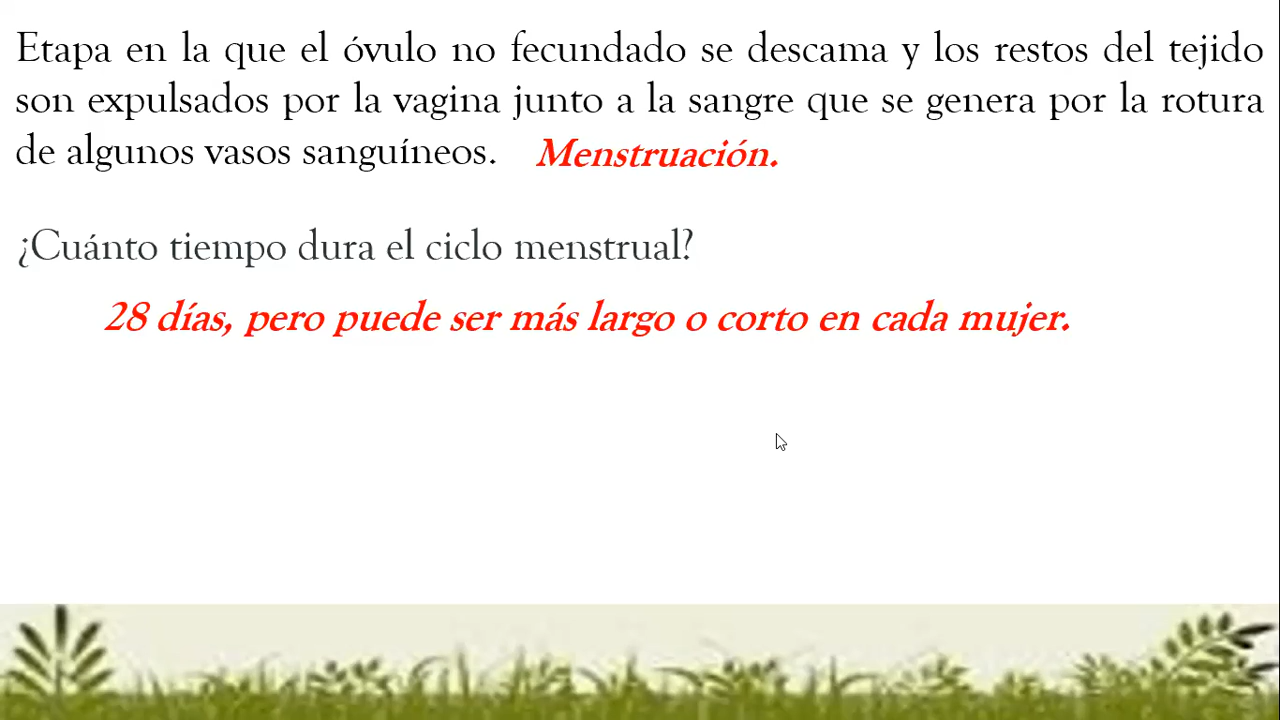 Etapa en la que el óvulo no fecundado se descama y los restos del tejido
son expulsados por la vagina junto a la sangre que se genera por la rotura
de algunos vasos sanguíneos. Menstruación.
¿Cuánto tiempo dura el ciclo menstrual?
28 días, pero puede ser más largo o corto en cada mujer.